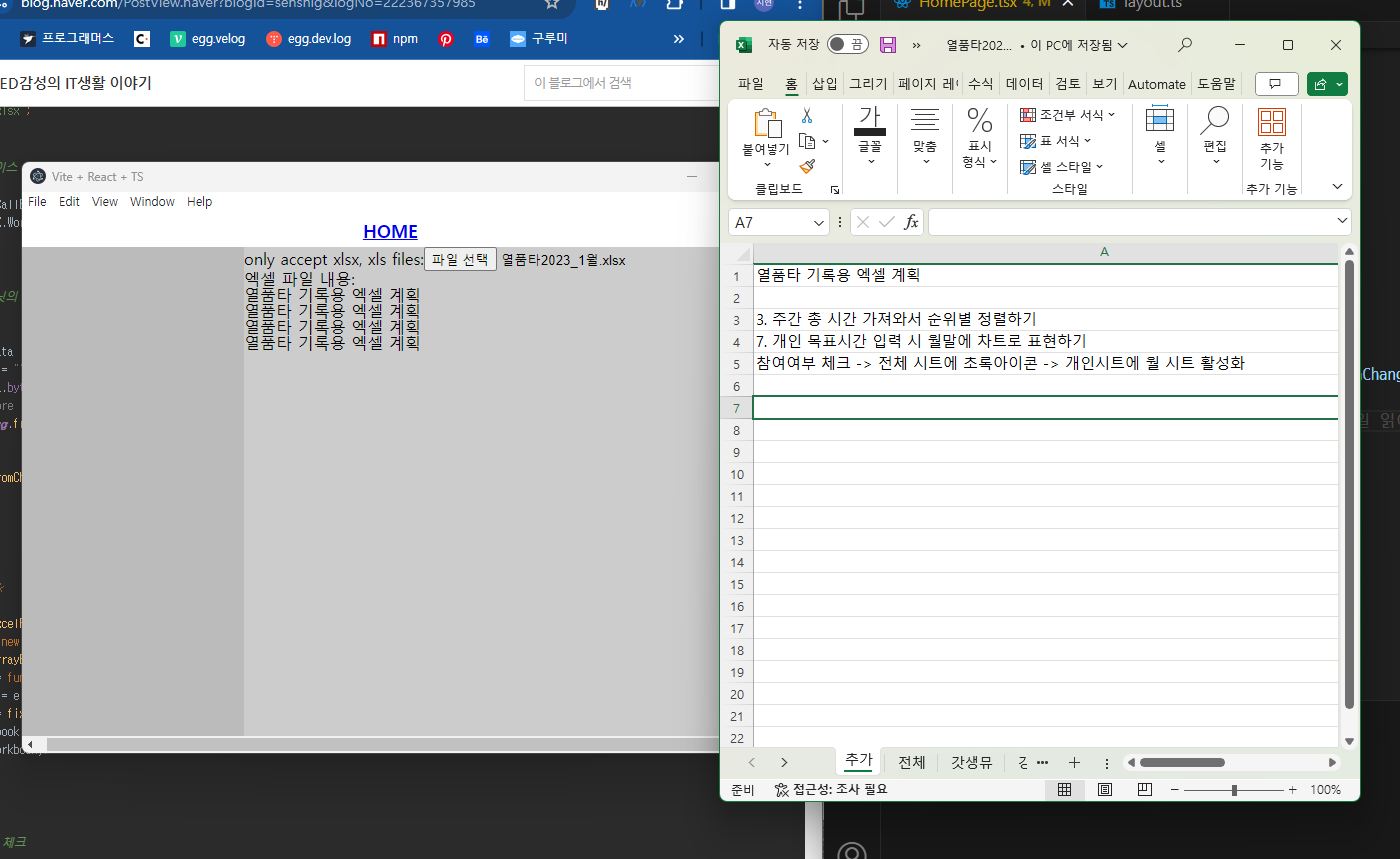 blog.naver.com/PostView.naver?blogId=senshig&logNo=222367357985
프로그래머스
egg.velog
egg.dev.log
npm
구루미
ED감성의 IT생활 이야기
이 블로그에서 검색
Vite + React + TS
File Edit View Window Help
HOME
only accept xlsx, xls files: 파일 선택 열품타2023_1월.xlsx
엑셀 파일 내용:
열품타 기록용 엑셀 계획
열품타 기록용 엑셀 계획
열품타 기록용 엑셀 계획
열품타 기록용 엑셀 계획
체크
HomePage.tsx 4, M
layout.ts
자동 저장 끔 열품타202... • 이 PC에 저장됨
파일 홈 삽입 그리기 페이지 레 수식 데이터 검토 보기 Automate 도움말
붙여넣기
클립보드
가
글꼴
맞춤
%
표시 형식
조건부 서식
표 서식
셀 스타일
스타일
셀
편집
추가 기능
추가 기능
A7
fx
A
1 열품타 기록용 엑셀 계획
2
3 3. 주간 총 시간 가져와서 순위별 정렬하기
4 7. 개인 목표시간 입력 시 월말에 차트로 표현하기
5 참여여부 체크 -> 전체 시트에 초록아이콘 -> 개인시트에 월 시트 활성화
6
7
8
9
10
11
12
13
14
15
16
17
18
19
20
21
22
추가 전체 갓생뮤
준비 접근성: 조사 필요 100%